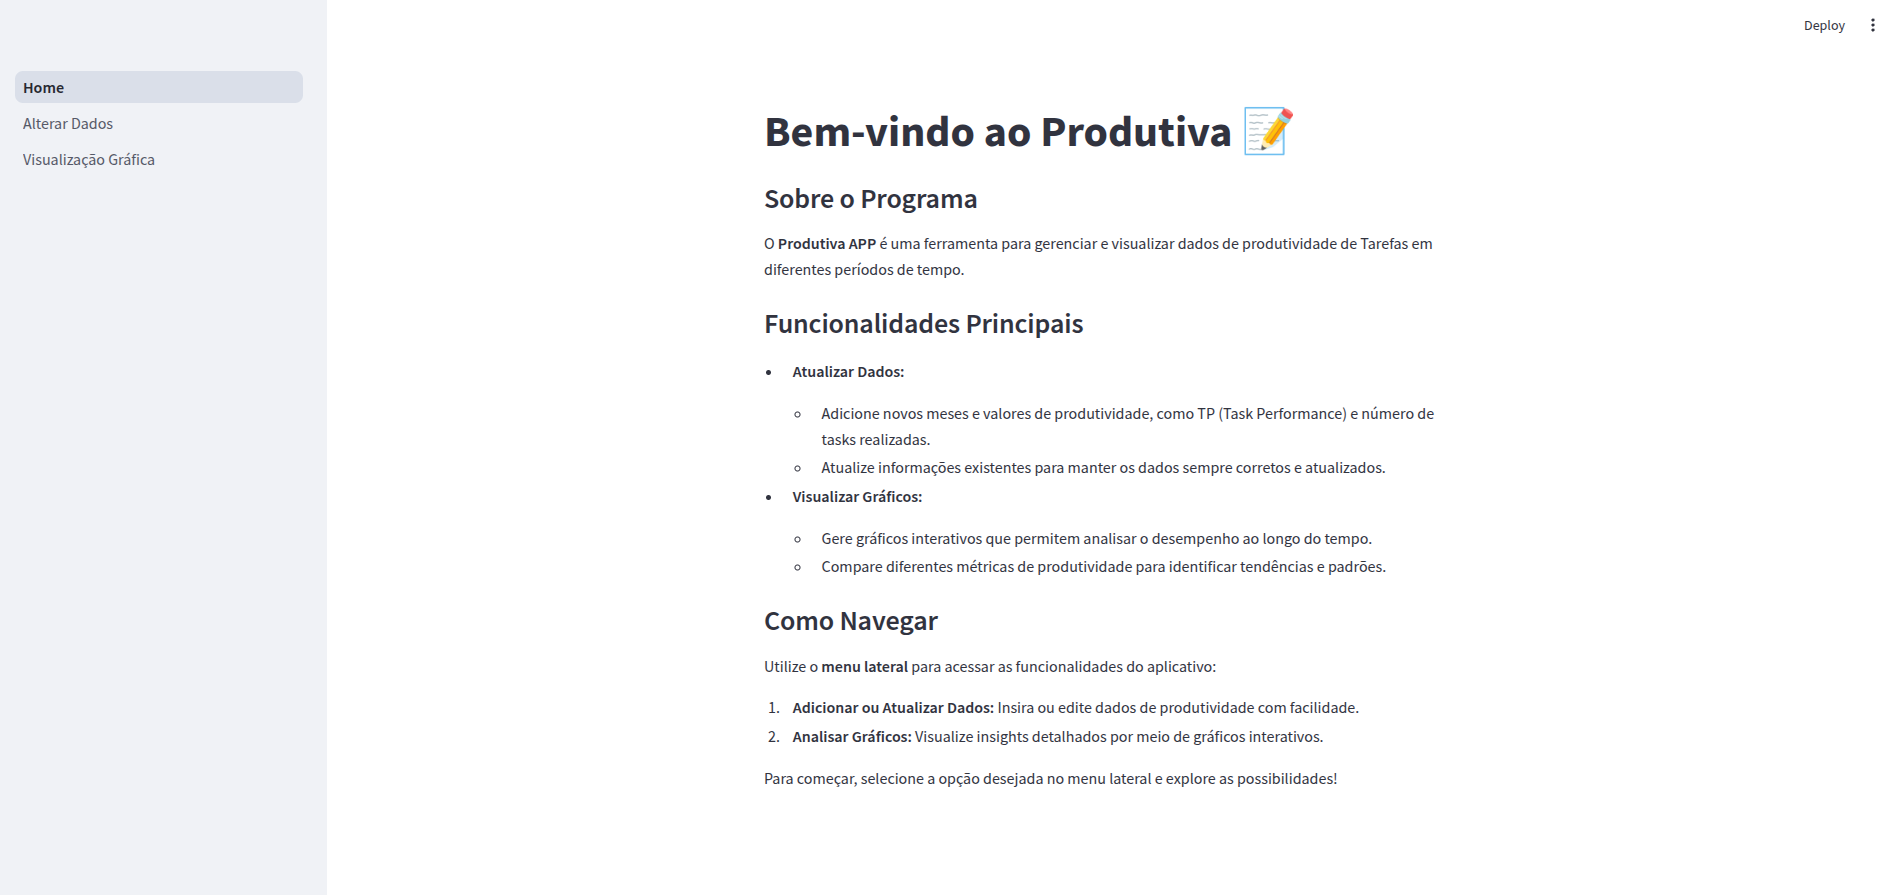 Deploy
Home
Alterar Dados
Visualização Gráfica
Bem-vindo ao Produtiva 📝
Sobre o Programa
O Produtiva APP é uma ferramenta para gerenciar e visualizar dados de produtividade de Tarefas em
diferentes períodos de tempo.
Funcionalidades Principais
• Atualizar Dados:
◦ Adicione novos meses e valores de produtividade, como TP (Task Performance) e número de
tasks realizadas.
◦ Atualize informações existentes para manter os dados sempre corretos e atualizados.
• Visualizar Gráficos:
◦ Gere gráficos interativos que permitem analisar o desempenho ao longo do tempo.
◦ Compare diferentes métricas de produtividade para identificar tendências e padrões.
Como Navegar
Utilize o menu lateral para acessar as funcionalidades do aplicativo:
1. Adicionar ou Atualizar Dados: Insira ou edite dados de produtividade com facilidade.
2. Analisar Gráficos: Visualize insights detalhados por meio de gráficos interativos.
Para começar, selecione a opção desejada no menu lateral e explore as possibilidades!